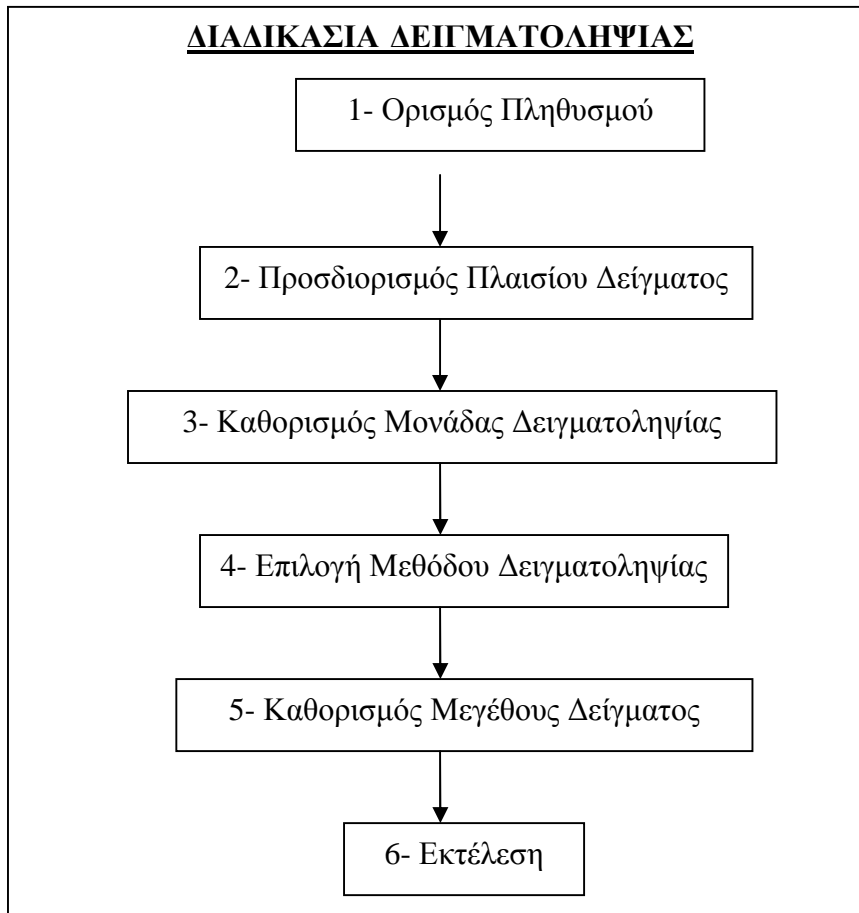 ΔΙΑΔΙΚΑΣΙΑ ΔΕΙΓΜΑΤΟΛΗΨΙΑΣ
1- Ορισμός Πληθυσμού
2- Προσδιορισμός Πλαισίου Δείγματος
3- Καθορισμός Μονάδας Δειγματοληψίας
4- Επιλογή Μεθόδου Δειγματοληψίας
5- Καθορισμός Μεγέθους Δείγματος
6- Εκτέλεση